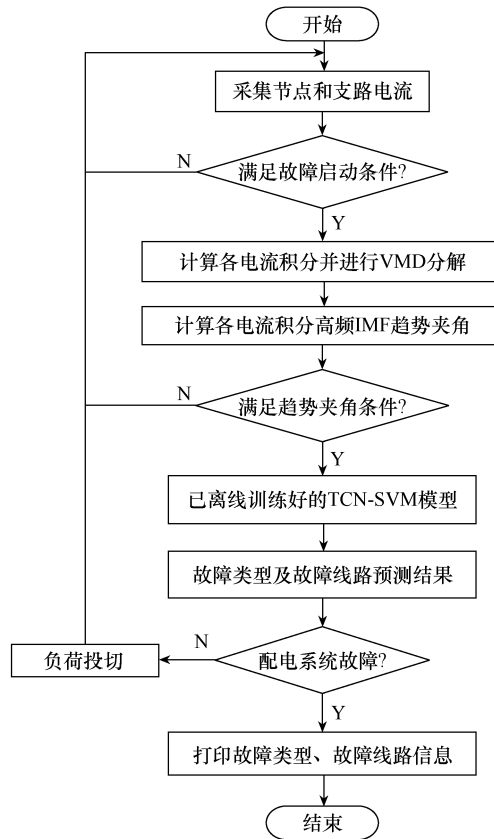 开始
采集节点和支路电流
N
满足故障启动条件?
Y
计算各电流积分并进行VMD分解
计算各电流积分高频IMF趋势夹角
N
满足趋势夹角条件?
Y
已离线训练好的TCN-SVM模型
故障类型及故障线路预测结果
负荷投切
N
配电系统故障?
Y
打印故障类型、故障线路信息
结束